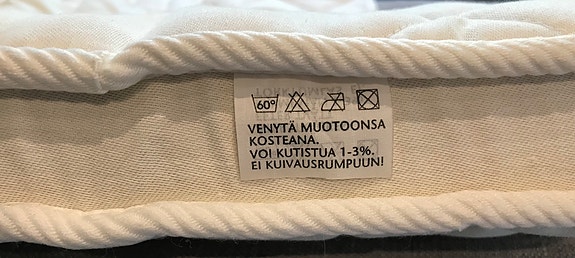 60°
VENYTÄ MUOTOONSA
KOSTEANA.
VOI KUTISTUA 1-3%.
EI KUIVAUSRUMPUUN!